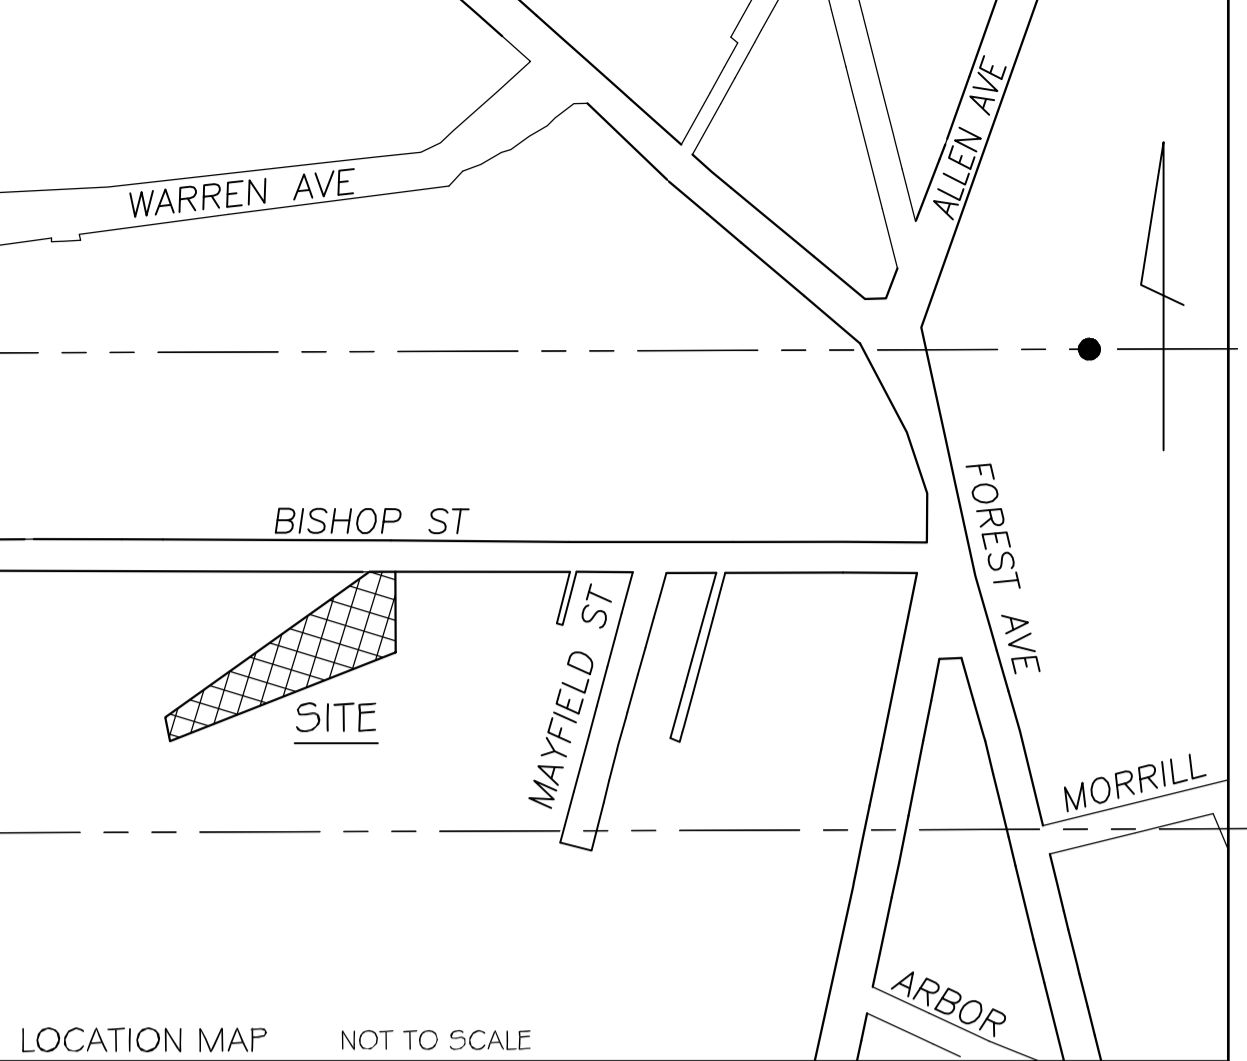 ALLEN AVE
WARREN AVE
BISHOP ST
FOREST AVE
MAYFIELD ST
SITE
MORRILL
ARBOR
LOCATION MAP NOT TO SCALE